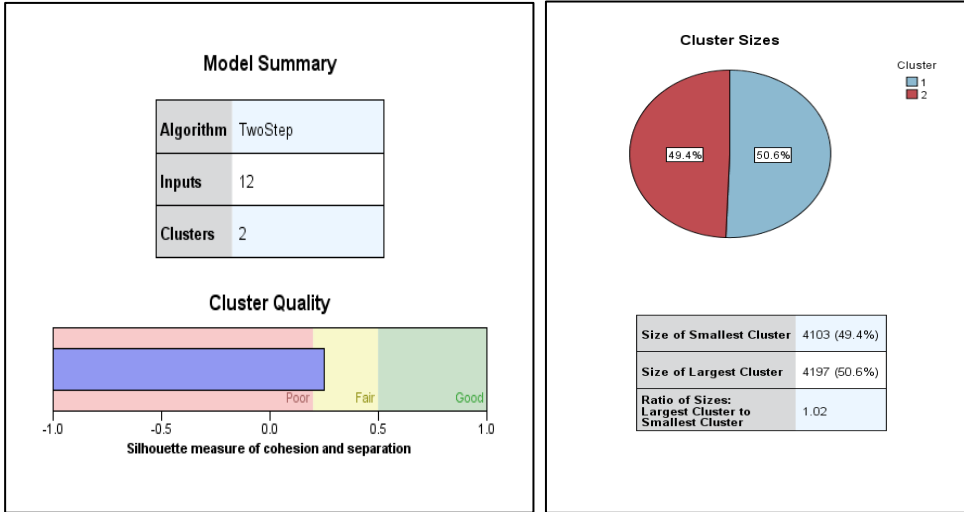 Model Summary
Algorithm TwoStep
Inputs 12
Clusters 2
Cluster Quality
Poor Fair Good
-1.0 -0.5 0.0 0.5 1.0
Silhouette measure of cohesion and separation
Cluster Sizes
Cluster
1
2
49.4% 50.6%
Size of Smallest Cluster 4103 (49.4%)
Size of Largest Cluster 4197 (50.6%)
Ratio of Sizes:
Largest Cluster to 1.02
Smallest Cluster